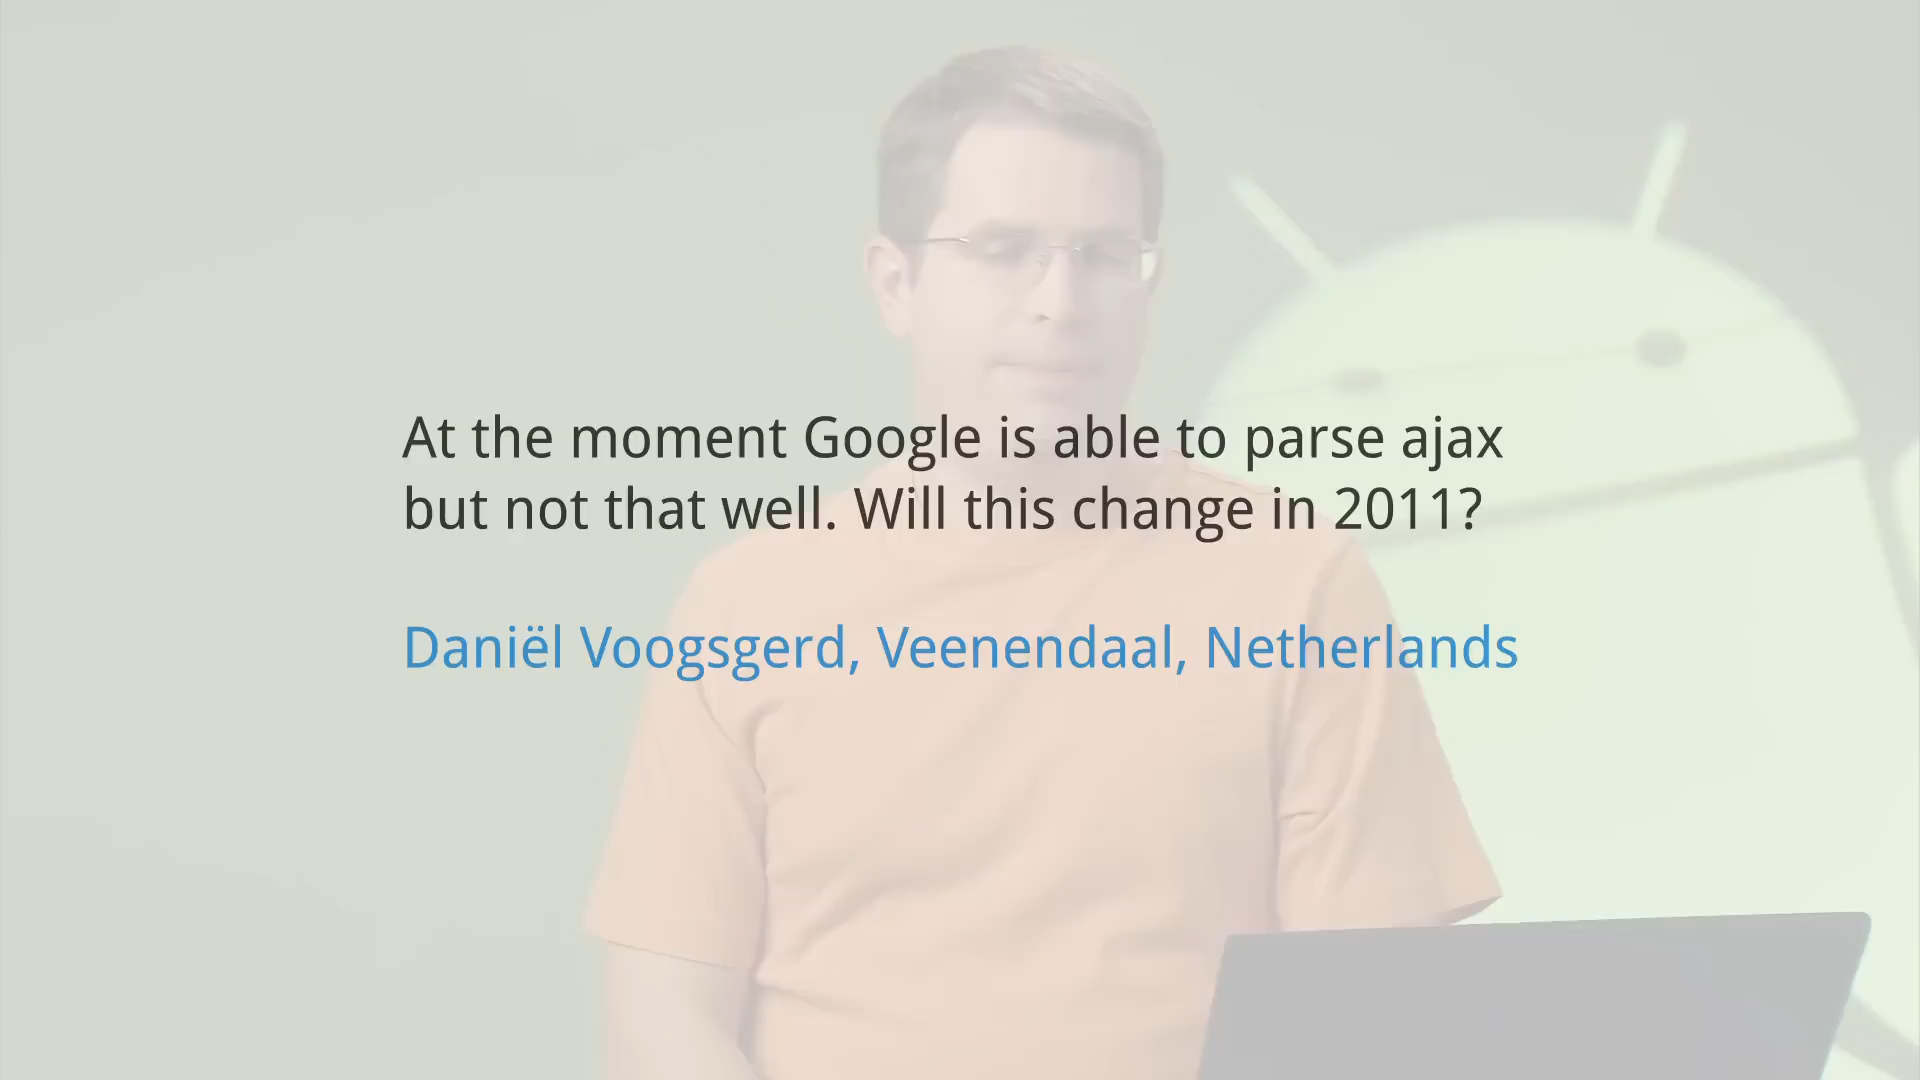 At the moment Google is able to parse ajax
but not that well. Will this change in 2011?
Daniël Voogsgerd, Veenendaal, Netherlands